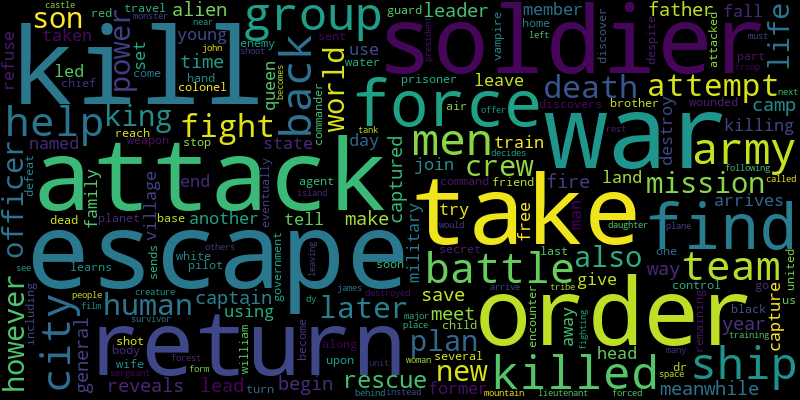 castle
monster
near
travel
alien
group
guard
leader
member
father
fall
red
young
son
taken
power
home
discover
despite
attacked
life
refuse
kill
soldier
set
led
chief
come
hand
time
john
left
enemy
sent
use
vampire
president
shoot
must
troop
back
world
water
queen
colonel
becomes
prisoner
leave
death
attempt
part
force
air
offer
brother
wounded
camp
next
help
king
reach
weapon
stop
fight
commander
tank
discovers
destroy
killing
named
state
day
men
train
rest
war
army
officer
defeat
attack
end
agent
island
captured
join
crew
decides
fire
land
following
called
family
village
planet
base
another
tell
make
eventually
take
command
friend
try
free
man
mission
arrives
daughter
plane
dead
sends
learns
see
white
pilot
others
government
leaving
military
secret
would
find
escape
soon
battle
last
also
way
one
team
however
including
city
people
film
creature
human
survivor
captain
using
james
dy
destroyed
later
save
arrive
tribe
give
control
go
united
us
order
meet
child
encounter
fighting
away
remaining
year
black
training
capture
many
general
shot
body
wife
return
william
become
major
place
along
upon
woman
plan
several
head
ship
reveals
sergeant
forest
form
lead
turn
begin
unit
behind
instead
rescue
former
new
killed
mountain
lieutenant
forced
dr
space
meanwhile